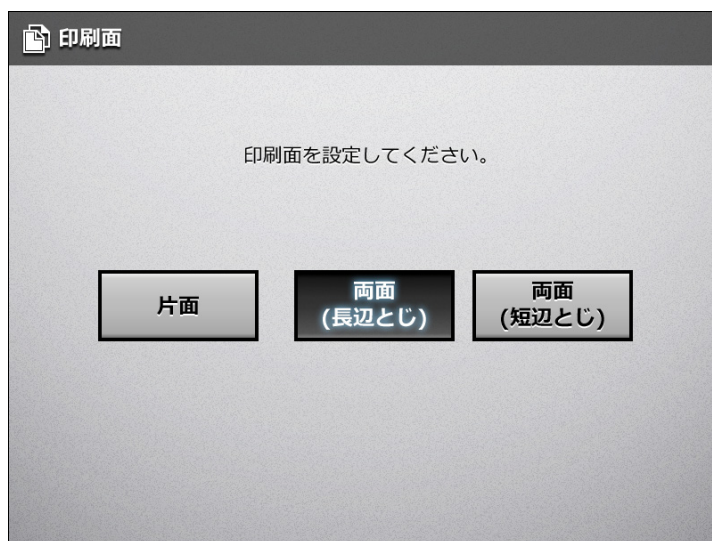 印刷面
印刷面を設定してください。
片面
両面
(長辺とじ)
両面
(短辺とじ)